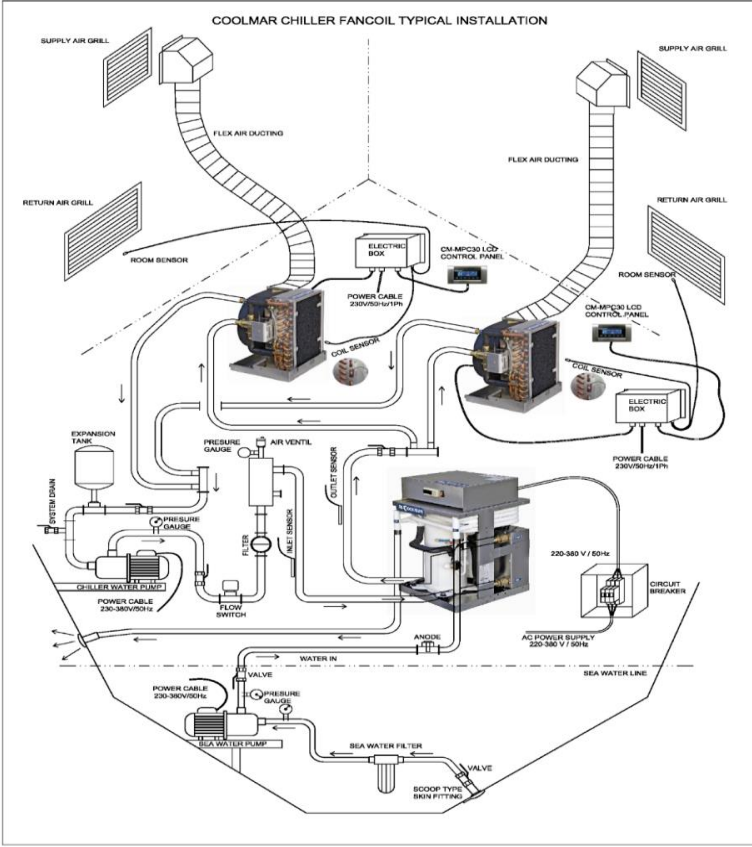 COOLMAR CHILLER FANCOIL TYPICAL INSTALLATION
SUPPLY AIR GRILL
SUPPLY AIR GRILL
FLEX AIR DUCTING
FLEX AIR DUCTING
RETURN AIR GRILL
RETURN AIR GRILL
ROOM SENSOR
ELECTRIC
BOX
CM-MPC30 LCD
CONTROL PANEL
ROOM SENSOR
POWER CABLE
230V/50Hz/1Ph
CM-MPC30 LCD
CONTROL PANEL
COIL SENSOR
COIL SENSOR
ELECTRIC
BOX
POWER CABLE
230V/50Hz/1Ph
EXPANSION
TANK
PRESURE
GAUGE
AIR VENTIL
OUTLET SENSOR
SYSTEM DRAIN
PRESURE
GAUGE
FILTER
INLET SENSOR
220-380 V / 50Hz
CHILLER WATER PUMP
POWER CABLE
230-380V/50Hz
FLOW
SWITCH
CIRCUIT
BREAKER
AC POWER SUPPLY
220-380 V / 50Hz
ANODE
WATER IN
SEA WATER LINE
VALVE
POWER CABLE
230-380V/50Hz
PRESURE
GAUGE
SEA WATER PUMP
SEA WATER FILTER
VALVE
SCOOP TYPE
SKIN FITTING